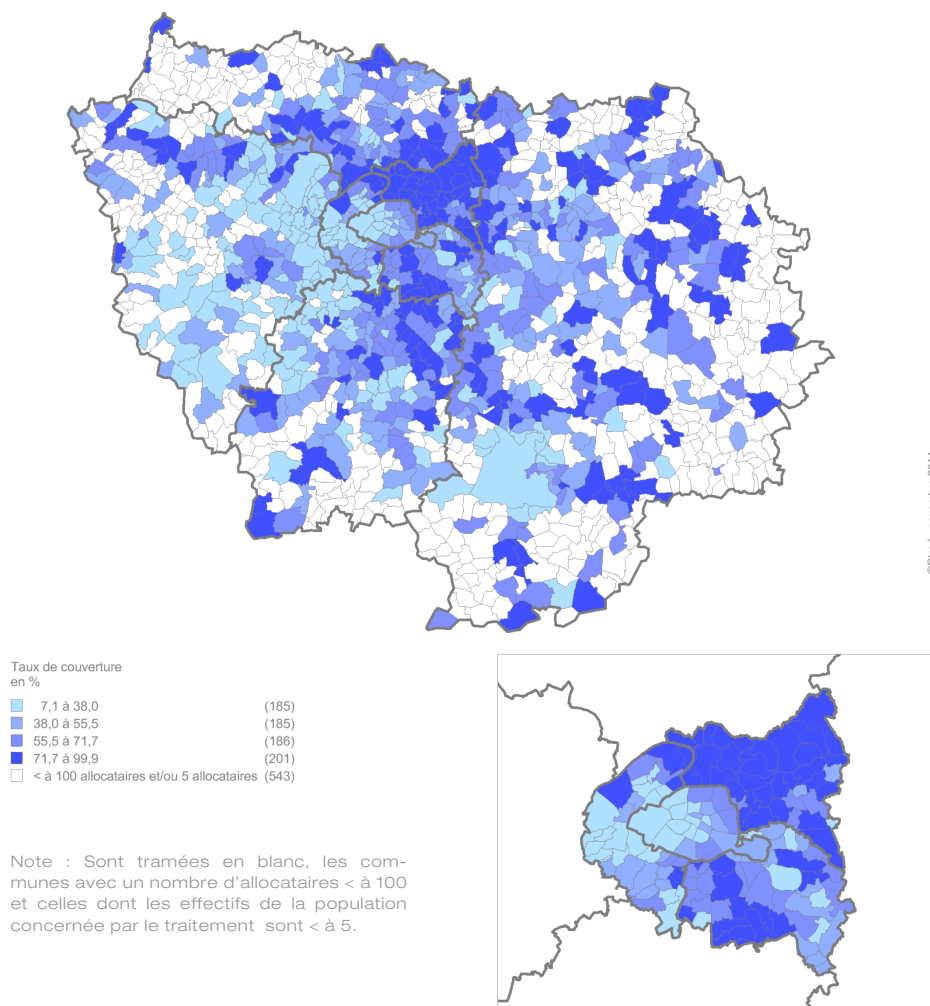 Taux de couverture
en %
7,1 à 38,0 (185)
38,0 à 55,5 (185)
55,5 à 71,7 (186)
71,7 à 99,9 (201)
< à 100 allocataires et/ou 5 allocataires (543)
Note : Sont tramées en blanc, les com-
munes avec un nombre d'allocataires < à 100
et celles dont les effectifs de la population
concernée par le traitement sont < à 5.